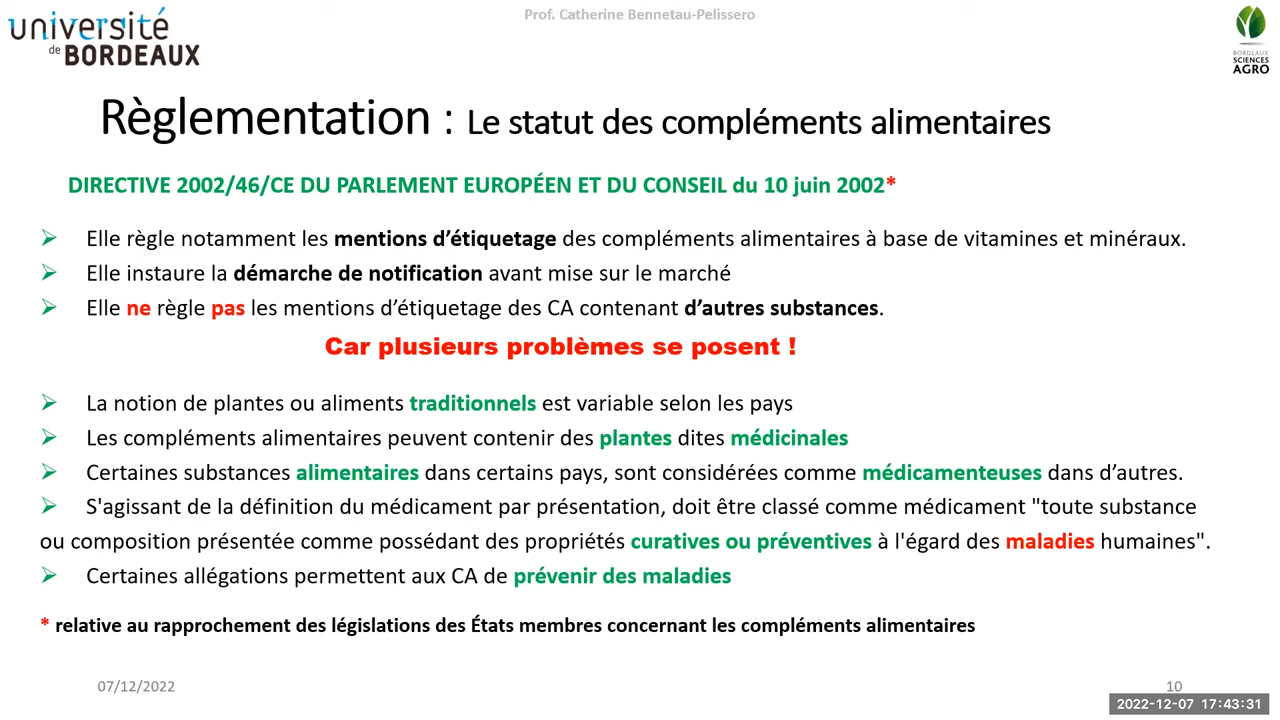 Prof. Catherine Bennetau-Pelissero
université
de BORDEAUX
BORDEAUX
SCIENCES
AGRO
Règlementation : Le statut des compléments alimentaires
DIRECTIVE 2002/46/CE DU PARLEMENT EUROPÉEN ET DU CONSEIL du 10 juin 2002*
Elle règle notamment les mentions d’étiquetage des compléments alimentaires à base de vitamines et minéraux.
Elle instaure la démarche de notification avant mise sur le marché
Elle ne règle pas les mentions d’étiquetage des CA contenant d’autres substances.
Car plusieurs problèmes se posent !
La notion de plantes ou aliments traditionnels est variable selon les pays
Les compléments alimentaires peuvent contenir des plantes dites médicinales
Certaines substances alimentaires dans certains pays, sont considérées comme médicamenteuses dans d’autres.
S'agissant de la définition du médicament par présentation, doit être classé comme médicament "toute substance
ou composition présentée comme possédant des propriétés curatives ou préventives à l'égard des maladies humaines".
Certaines allégations permettent aux CA de prévenir des maladies
* relative au rapprochement des législations des États membres concernant les compléments alimentaires
07/12/2022
10
2022-12-07 17:43:31